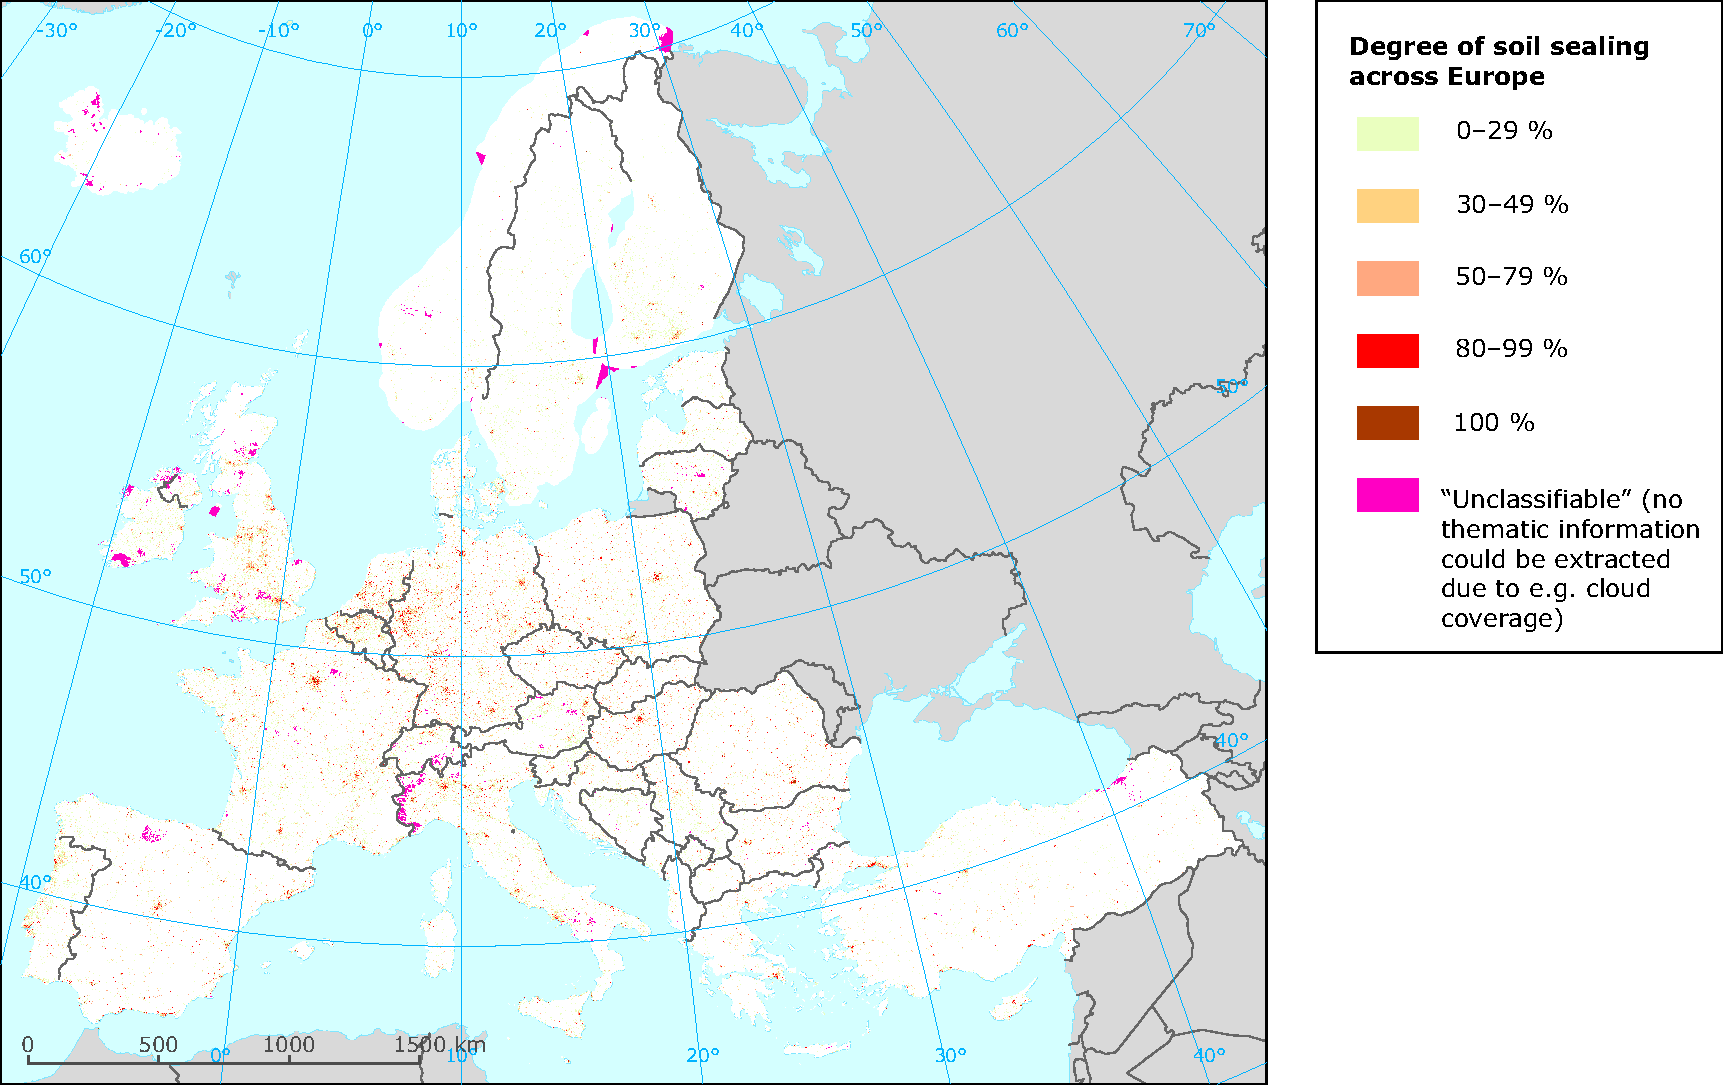 -30° -20° -10° 0° 10° 20° 30° 40° 50° 60° 70°
60°
50°
50°
40°
40°
0 500 1000 1500 km
0° 10° 20° 30° 40°
Degree of soil sealing
across Europe
0–29 %
30–49 %
50–79 %
80–99 %
100 %
“Unclassifiable” (no
thematic information
could be extracted
due to e.g. cloud
coverage)